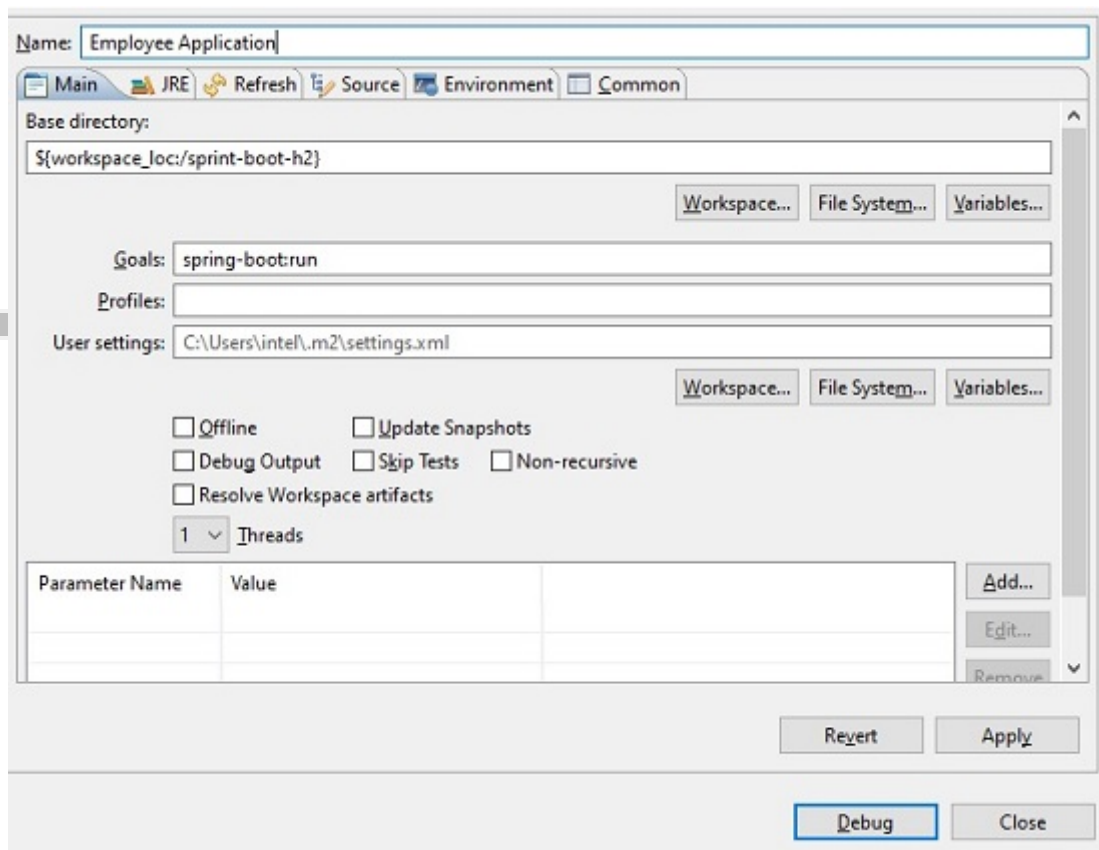 Name: Employee Application
Main JRE Refresh Source Environment Common
Base directory:
${workspace_loc:/sprint-boot-h2}
Workspace... File System... Variables...
Goals: spring-boot:run
Profiles:
User settings: C:\Users\intel\.m2\settings.xml
Workspace... File System... Variables...
Offline Update Snapshots
Debug Output Skip Tests Non-recursive
Resolve Workspace artifacts
1 Threads
Parameter Name Value Add...
Edit...
Remove
Revert Apply
Debug Close